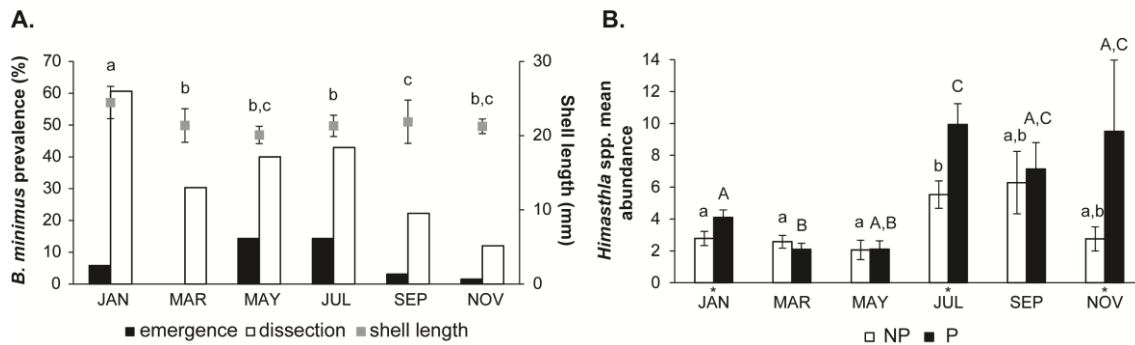 A.
B. minimus prevalence (%)
70
60
50
40
30
20
10
0
a
b
b,c
b
c
b,c
30
20
10
0
Shell length (mm)
JAN MAR MAY JUL SEP NOV
emergence dissection shell length
B.
Himasthla spp. mean
abundance
14
12
10
8
6
4
2
0
a A
a B
a A,B
b C
a,b A,C
a,b A,C
* * *
JAN MAR MAY JUL SEP NOV
NP P